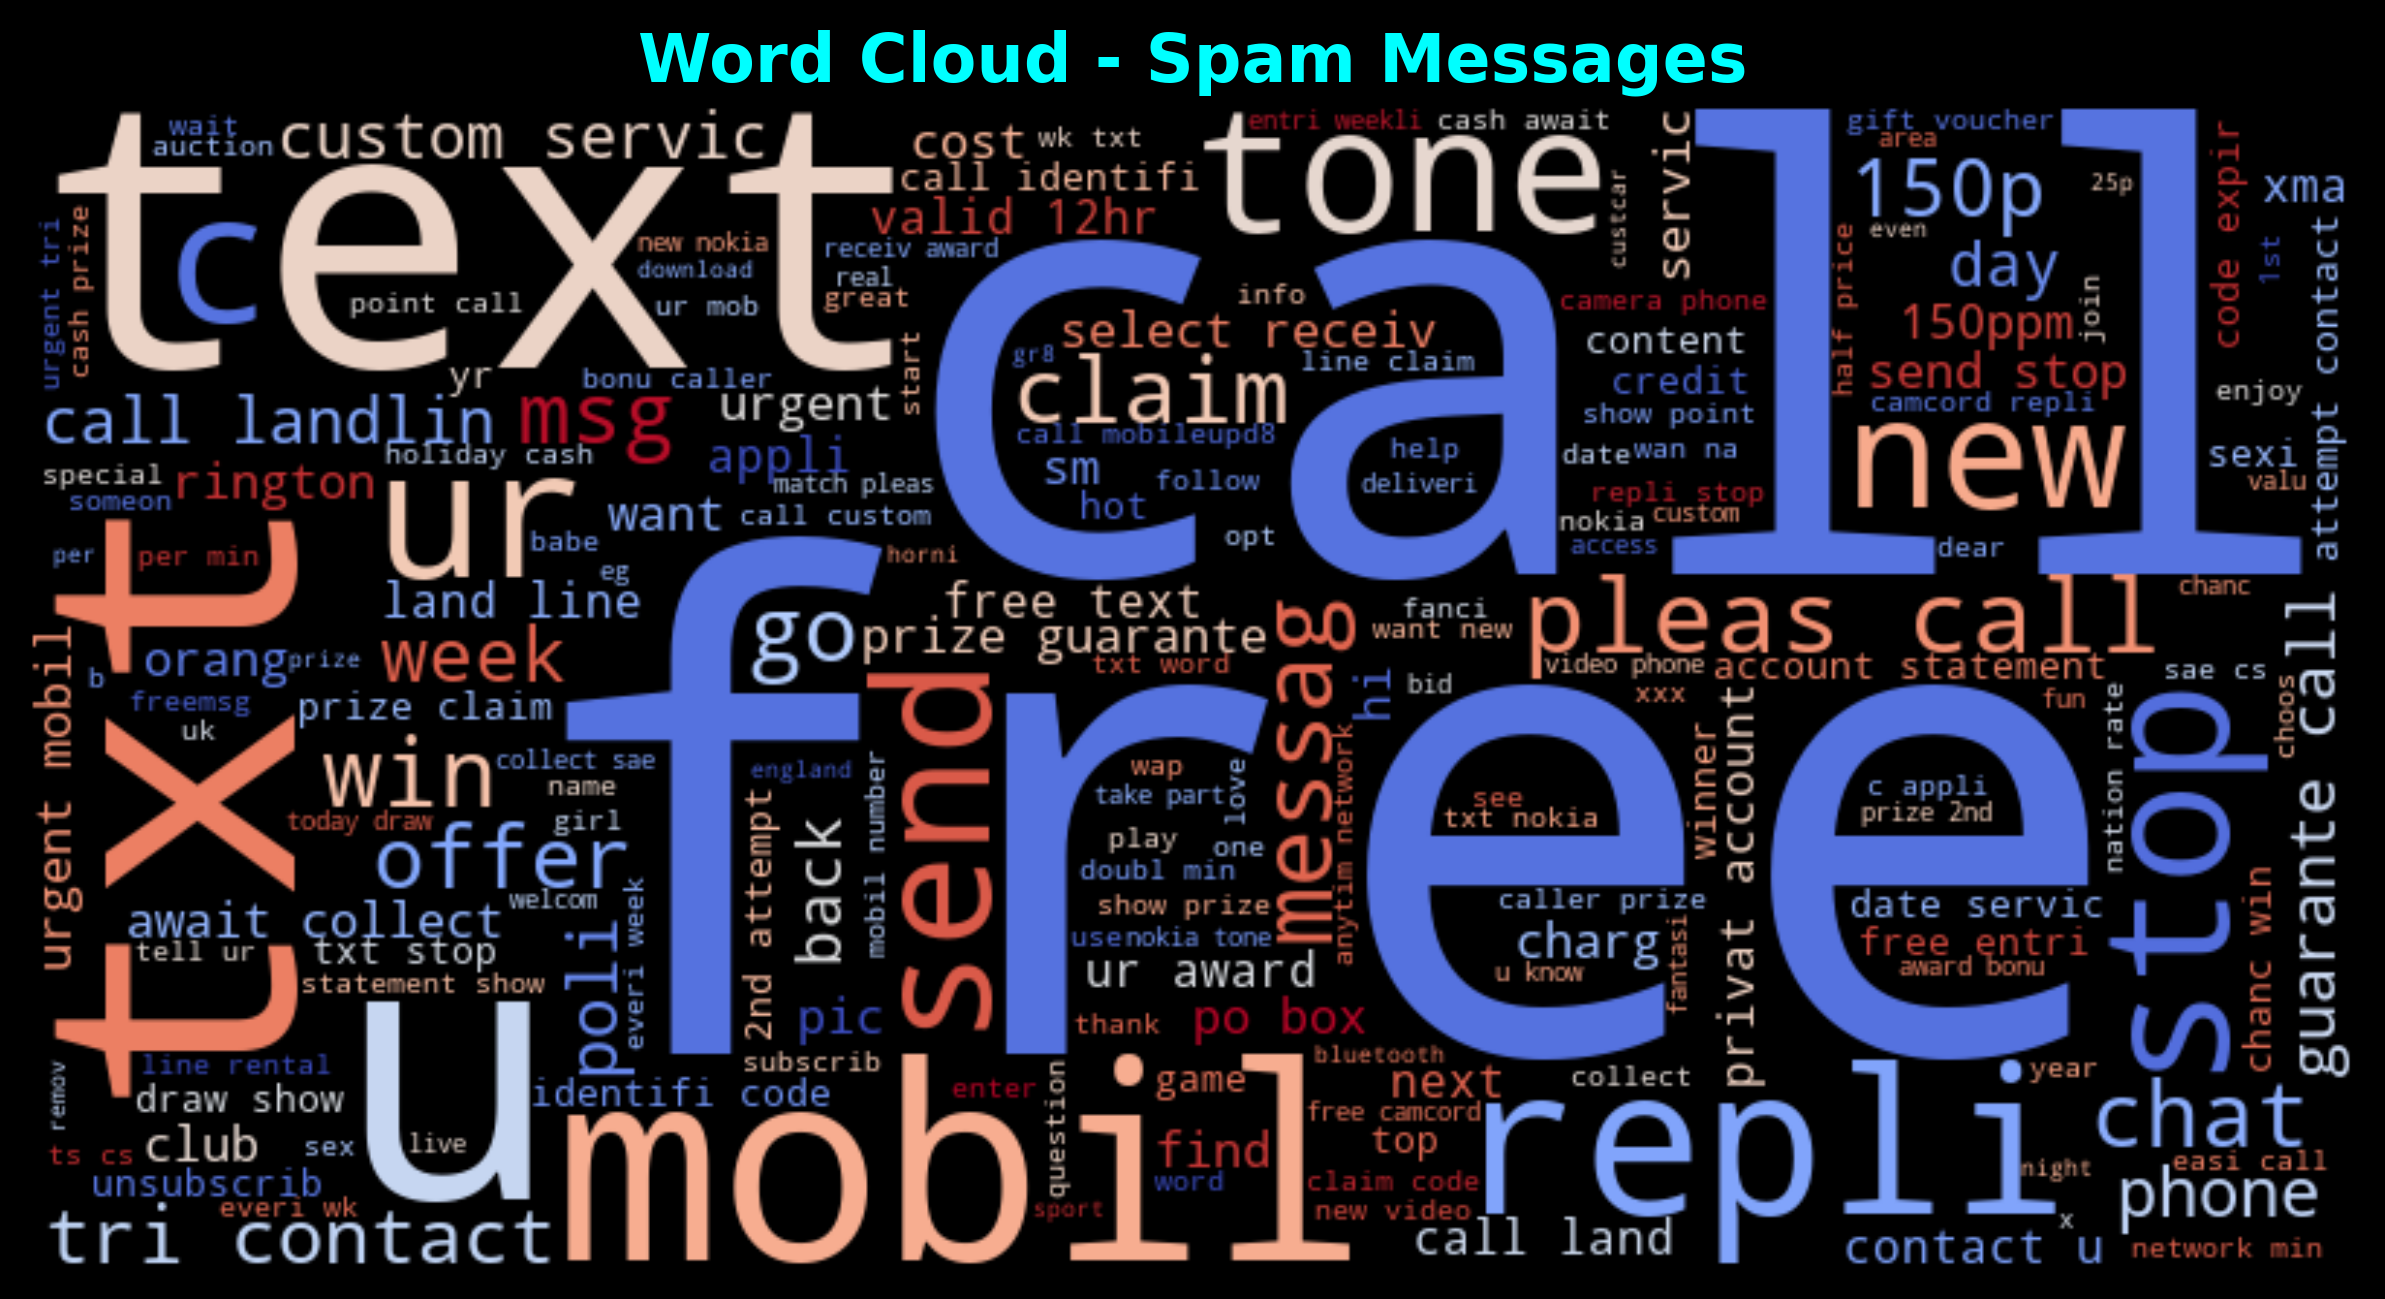 Word Cloud - Spam Messages
wait
auction
custom servic
text
c
point call
new nokia
download
ur mob
cost
wk txt
call identifi
valid 12hr
receiv award
real
great
start
tone
entri weekli
cash await
custcar
servic
call
gift voucher
area
150p
25p
even
day
150ppm
join
half price
send stop
camcord repli
new
code expir
1st
xma
attempt contact
enjoy
sexi
valu
urgent tri
cash prize
yr
bonu caller
call landlin
msg
urgent
holiday cash
appli
match pleas
special
someon
rington
ur
want
call custom
babe
eg
per
per min
txt
land line
horni
info
select receiv
gr8
claim
line claim
call mobileupd8
sm
hot
follow
help
deliveri
opt
camera phone
content
credit
show point
date
wan na
repli stop
custom
nokia
access
dear
chanc
free
go
free text
prize guarante
txt word
send
messag
fanci
want new
pleas call
video phone
account statement
xxx
hi
bid
fun
sae cs
choos
guarante call
nation rate
stop
urgent mobil
orang
prize
b
week
freemsg
uk
prize claim
win
collect sae
name
today draw
girl
offer
welcom
await collect
tell ur
txt stop
statement show
poli
everi week
england
2nd attempt
back
mobil number
wap
take part
love
play
one
doubl min
show prize
use
nokia tone
ur award
anytim network
see
txt nokia
caller prize
charg
u know
fantasi
winner
privat account
c appli
prize 2nd
date servic
free entri
award bonu
chanc win
pic
thank
po box
subscrib
line rental
remov
draw show
club
ts cs
sex
live
u
unsubscrib
everi wk
tri contact
identifi code
mobil
enter
question
sport
game
find
word
bluetooth
next
collect
free camcord
top
claim code
new video
call land
repli
year
night
x
contact u
chat
easi call
phone
network min